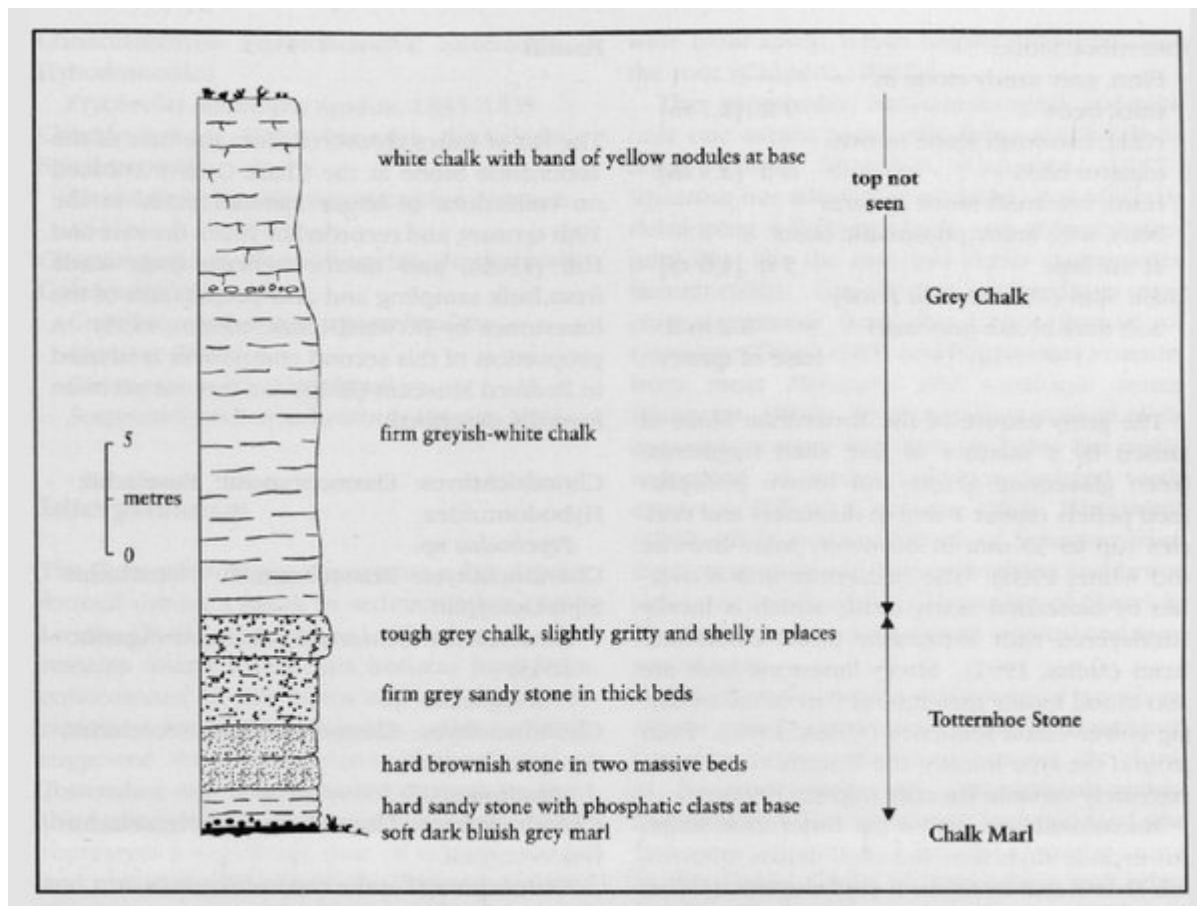 white chalk with band of yellow nodules at base
top not
seen
Grey Chalk
firm greyish-white chalk
5
metres
0
tough grey chalk, slightly gritty and shelly in places
firm grey sandy stone in thick beds
Totternhoe Stone
hard brownish stone in two massive beds
hard sandy stone with phosphatic clasts at base
soft dark bluish grey marl
Chalk Marl